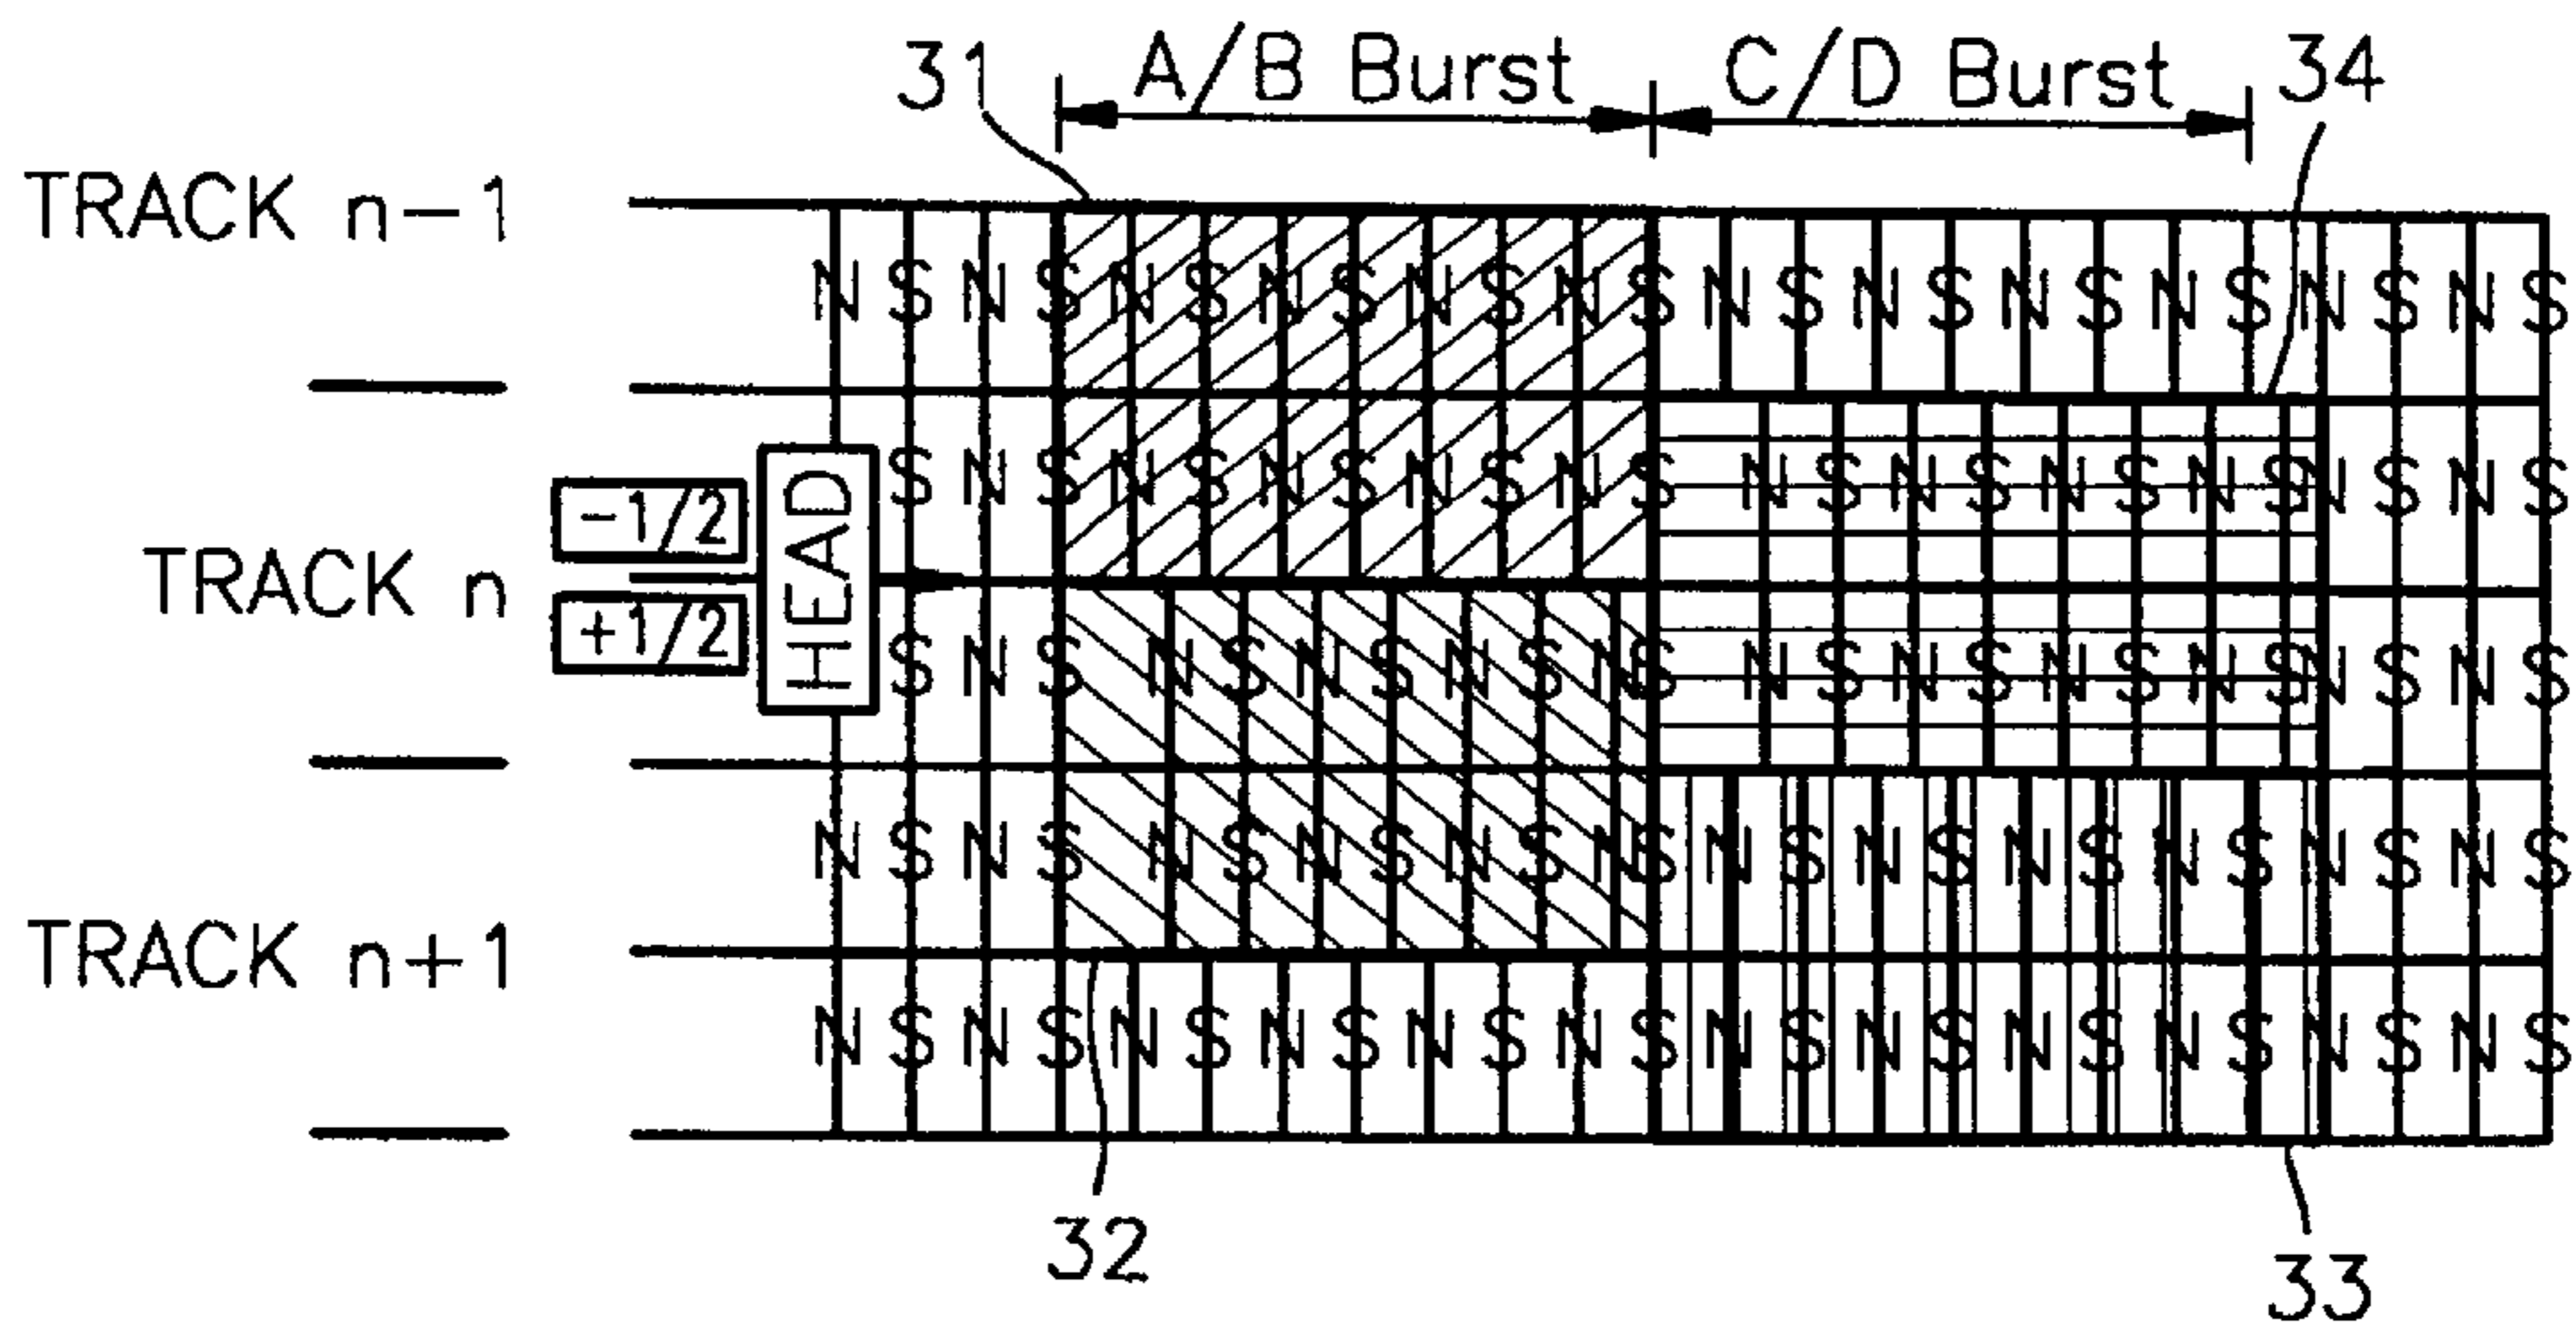 31 A/B Burst C/D Burst 34
TRACK n-1
N S N S N S N S N S N S N S N S N S N S N S N S
S N S N S N S N S N S N S N S N S N S N S N S
-1/2
TRACK n HEAD
+1/2
S N S N S N S N S N S N S N S N S N S N S N S
N S N S N S N S N S N S N S N S N S N S N S N S
TRACK n+1
N S N S N S N S N S N S N S N S N S N S N S N S
32
33